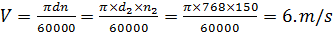 V = πdn/60000 = π×d₂×n₂/60000 = π×768×150/60000 = 6.m/s